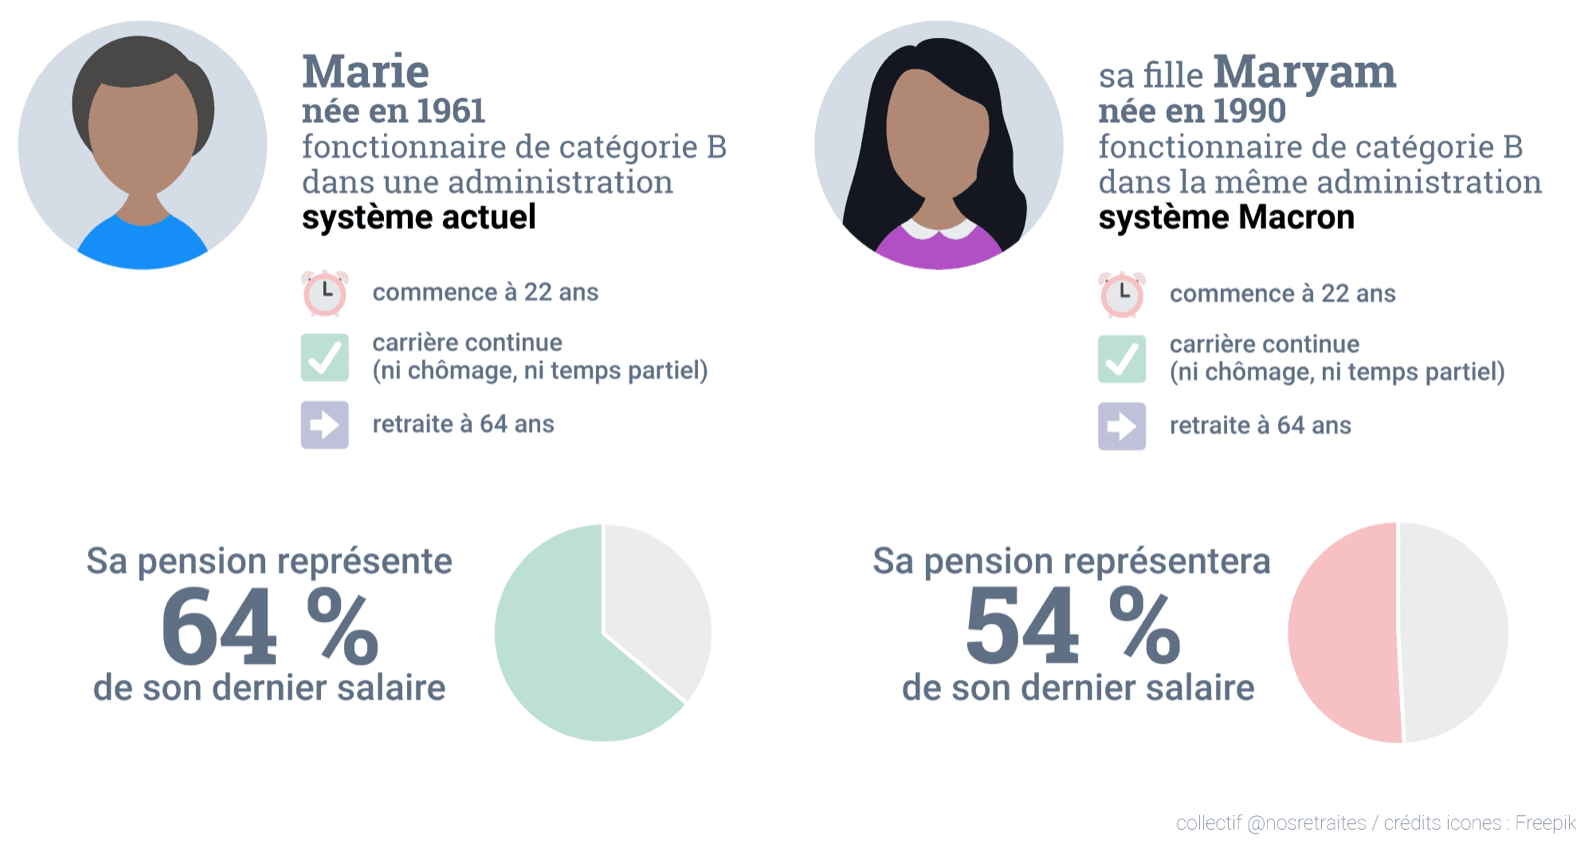 Marie
née en 1961
fonctionnaire de catégorie B
dans une administration
système actuel
commence à 22 ans
carrière continue
(ni chômage, ni temps partiel)
retraite à 64 ans
Sa pension représente
64 %
de son dernier salaire
sa fille Maryam
née en 1990
fonctionnaire de catégorie B
dans la même administration
système Macron
commence à 22 ans
carrière continue
(ni chômage, ni temps partiel)
retraite à 64 ans
Sa pension représentera
54 %
de son dernier salaire
collectif @nosretraites / crédits icones : Freepik